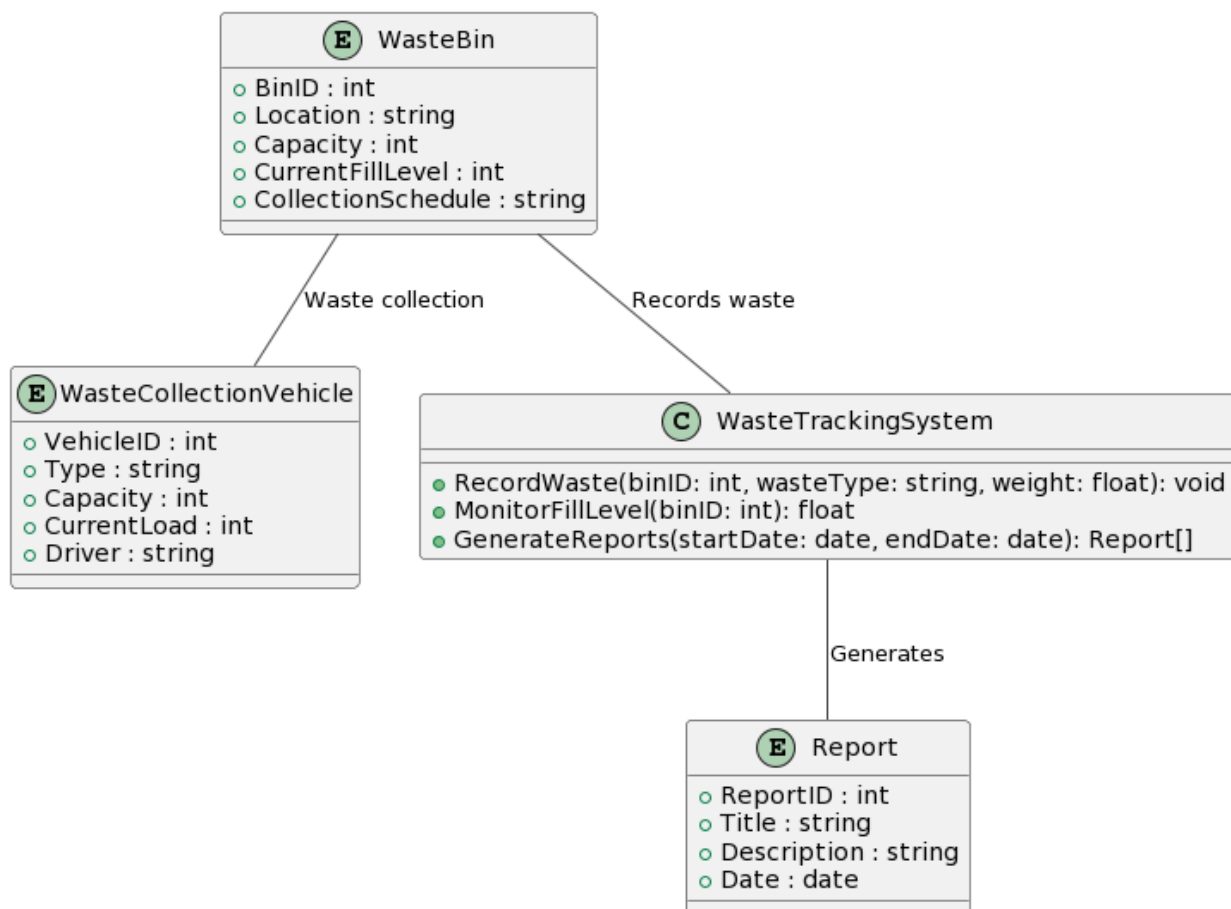 E WasteBin
BinID : int
Location : string
Capacity : int
CurrentFillLevel : int
CollectionSchedule : string
Waste collection
Records waste
E WasteCollectionVehicle
VehicleID : int
Type : string
Capacity : int
CurrentLoad : int
Driver : string
C WasteTrackingSystem
RecordWaste(binID: int, wasteType: string, weight: float): void
MonitorFillLevel(binID: int): float
GenerateReports(startDate: date, endDate: date): Report[]
Generates
E Report
ReportID : int
Title : string
Description : string
Date : date